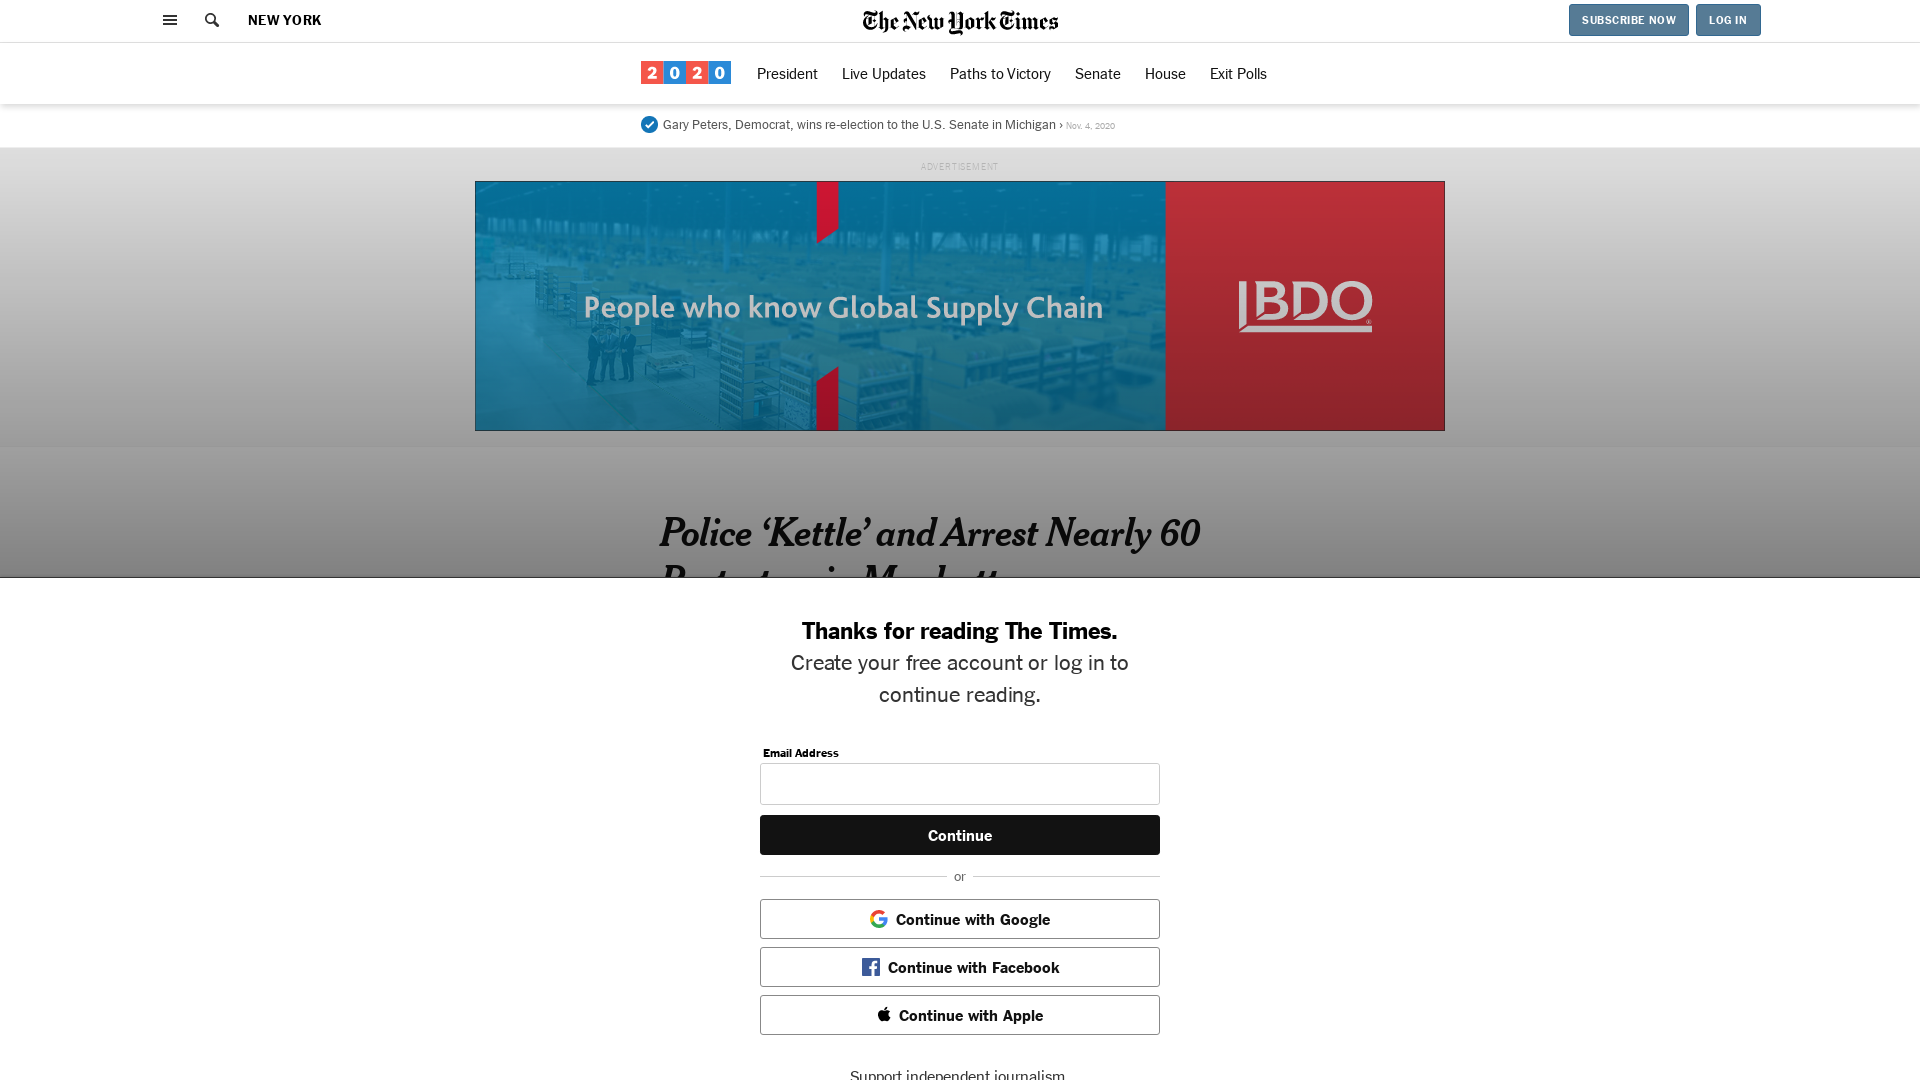 NEW YORK
The New York Times
SUBSCRIBE NOW
LOG IN
2020
President
Live Updates
Paths to Victory
Senate
House
Exit Polls
Gary Peters, Democrat, wins re-election to the U.S. Senate in Michigan › Nov. 4, 2020
ADVERTISEMENT
People who know Global Supply Chain
BDO
Police ‘Kettle’ and Arrest Nearly 60
Thanks for reading The Times.
Create your free account or log in to
continue reading.
Email Address
Continue
or
Continue with Google
Continue with Facebook
Continue with Apple
Support independent journalism